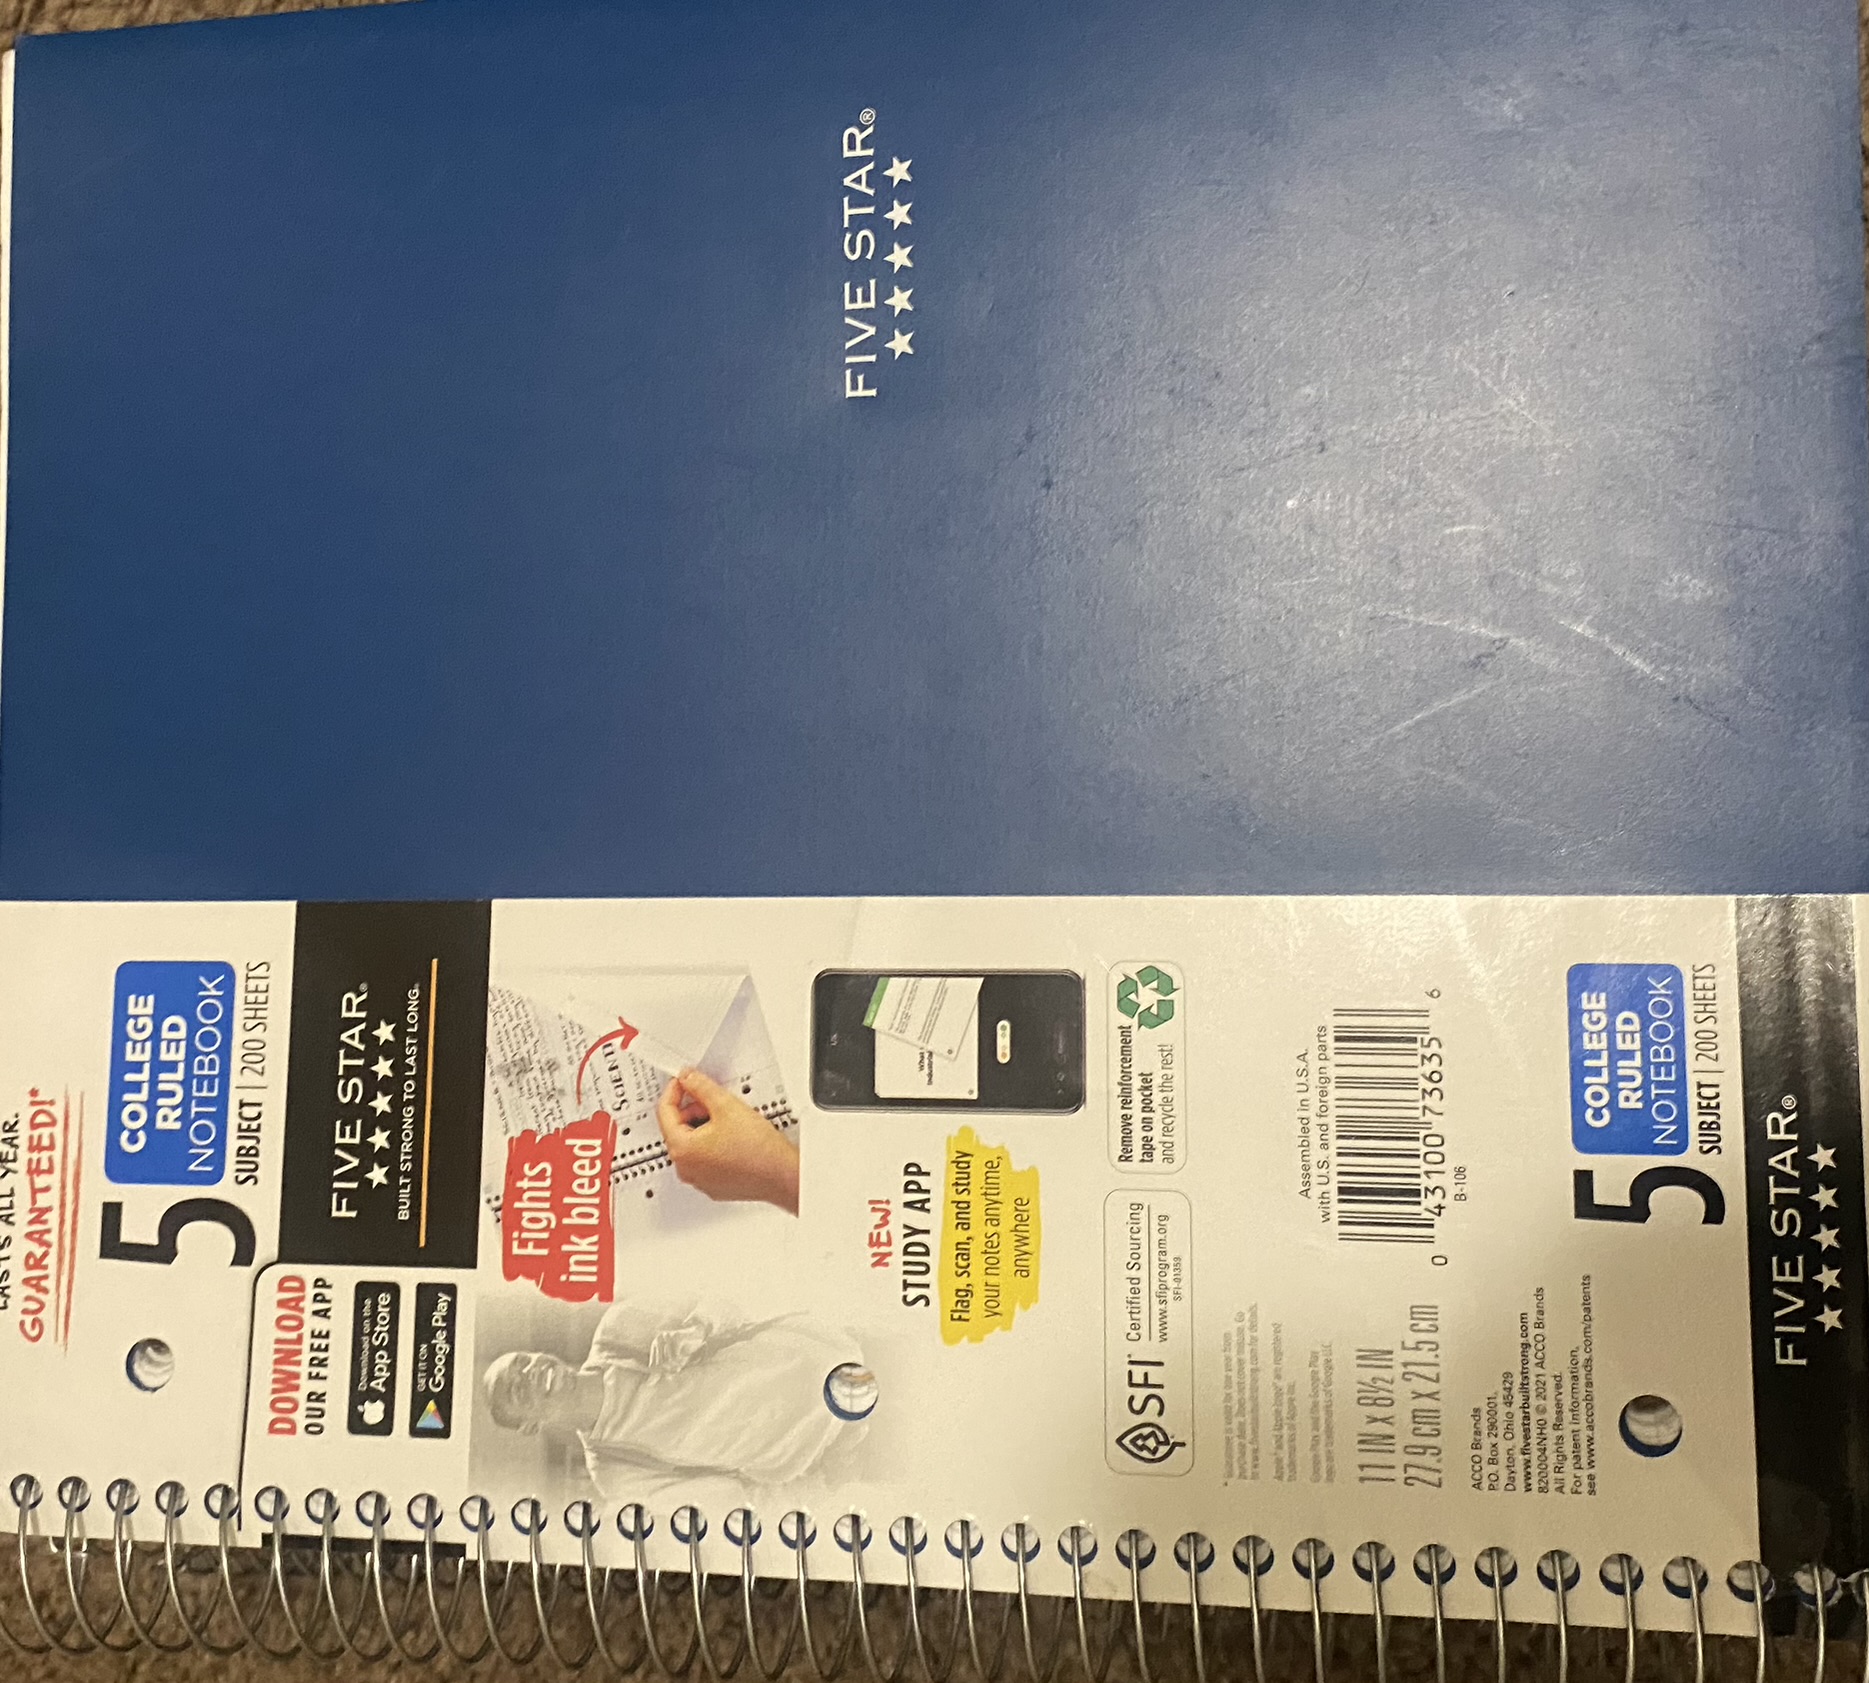 FIVE STAR®
LASTS ALL YEAR.
GUARANTEED!*
5
COLLEGE
RULED
NOTEBOOK
SUBJECT | 200 SHEETS
DOWNLOAD
OUR FREE APP
Download on the
App Store
GET IT ON
Google Play
FIVE STAR®
BUILT STRONG TO LAST LONG.
Fights
ink bleed
NEW!
STUDY APP
Flag, scan, and study
your notes anytime,
anywhere
SFI
Certified Sourcing
www.sfiprogram.org
SFI-01359
Remove reinforcement
tape on pocket
and recycle the rest!
11 IN X 8½ IN
27.9 cm X 21.5 cm
Assembled in U.S.A.
with U.S. and foreign parts
0 43100 73635 6
B-106
ACCO Brands
P.O. Box 290001,
Dayton, Ohio 45429
www.fivestarbuiltstrong.com
820004NH0 © 2021 ACCO Brands
All Rights Reserved.
For patent information,
see www.accobrands.com/patents
5
COLLEGE
RULED
NOTEBOOK
SUBJECT | 200 SHEETS
FIVE STAR®